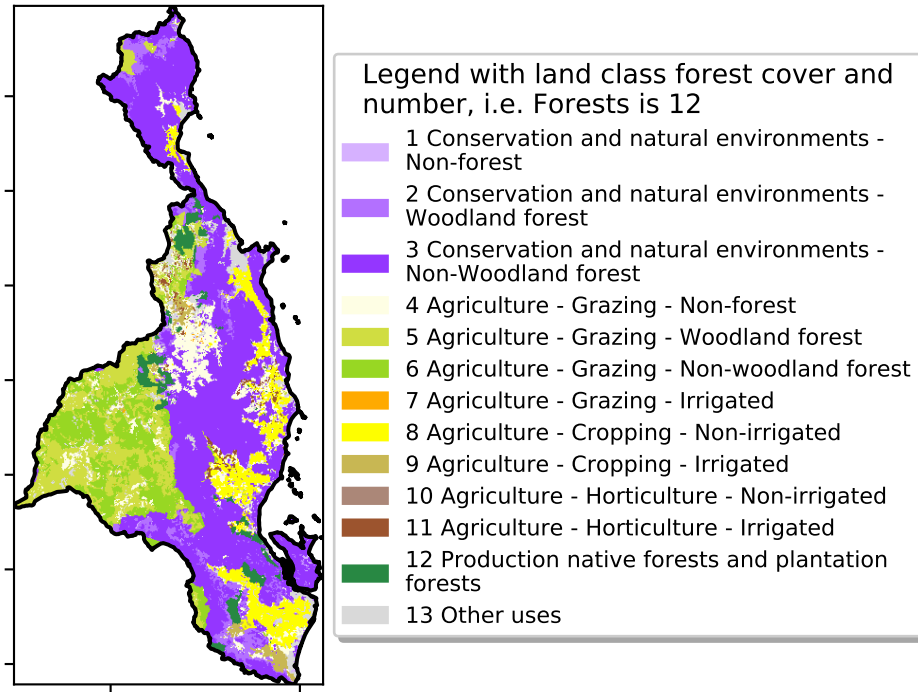 Legend with land class forest cover and
number, i.e. Forests is 12
1 Conservation and natural environments -
Non-forest
2 Conservation and natural environments -
Woodland forest
3 Conservation and natural environments -
Non-Woodland forest
4 Agriculture - Grazing - Non-forest
5 Agriculture - Grazing - Woodland forest
6 Agriculture - Grazing - Non-woodland forest
7 Agriculture - Grazing - Irrigated
8 Agriculture - Cropping - Non-irrigated
9 Agriculture - Cropping - Irrigated
10 Agriculture - Horticulture - Non-irrigated
11 Agriculture - Horticulture - Irrigated
12 Production native forests and plantation
forests
13 Other uses